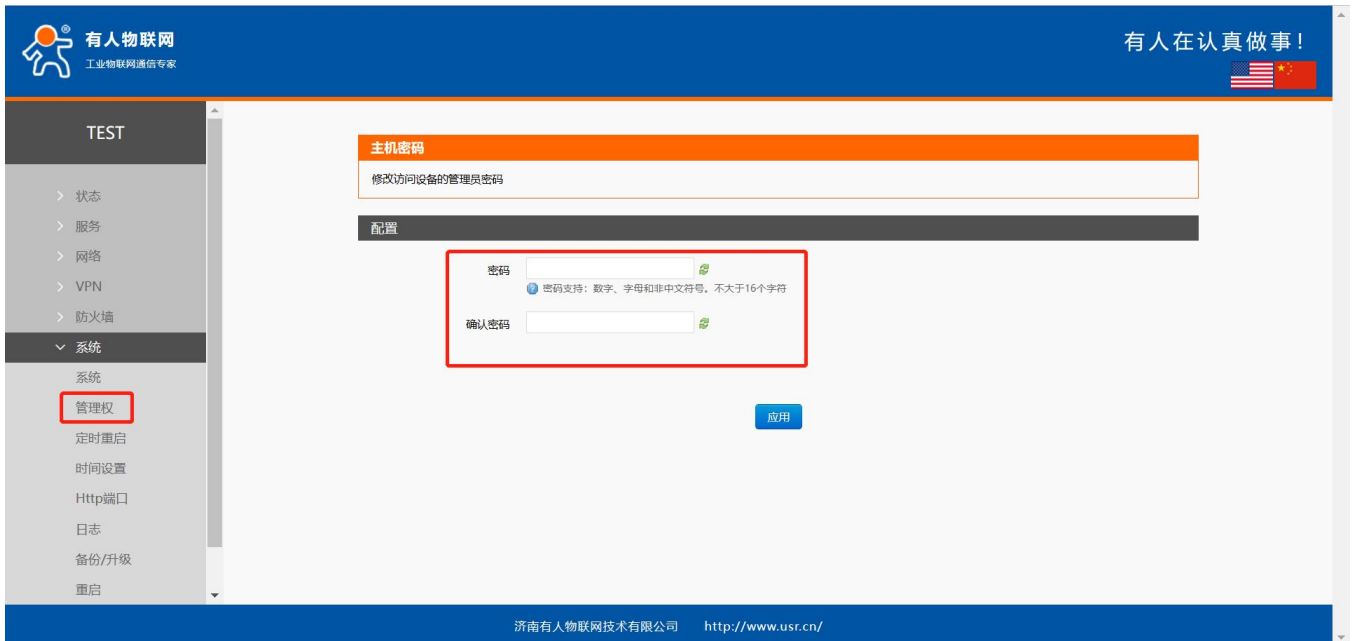 有人物联网
工业物联网通信专家
有人在认真做事!
TEST
状态
服务
网络
VPN
防火墙
系统
系统
管理权
定时重启
时间设置
Http端口
日志
备份/升级
重启
主机密码
修改访问设备的管理员密码
配置
密码
密码支持：数字、字母和非中文符号。不大于16个字符
确认密码
应用
济南有人物联网技术有限公司 http://www.usr.cn/